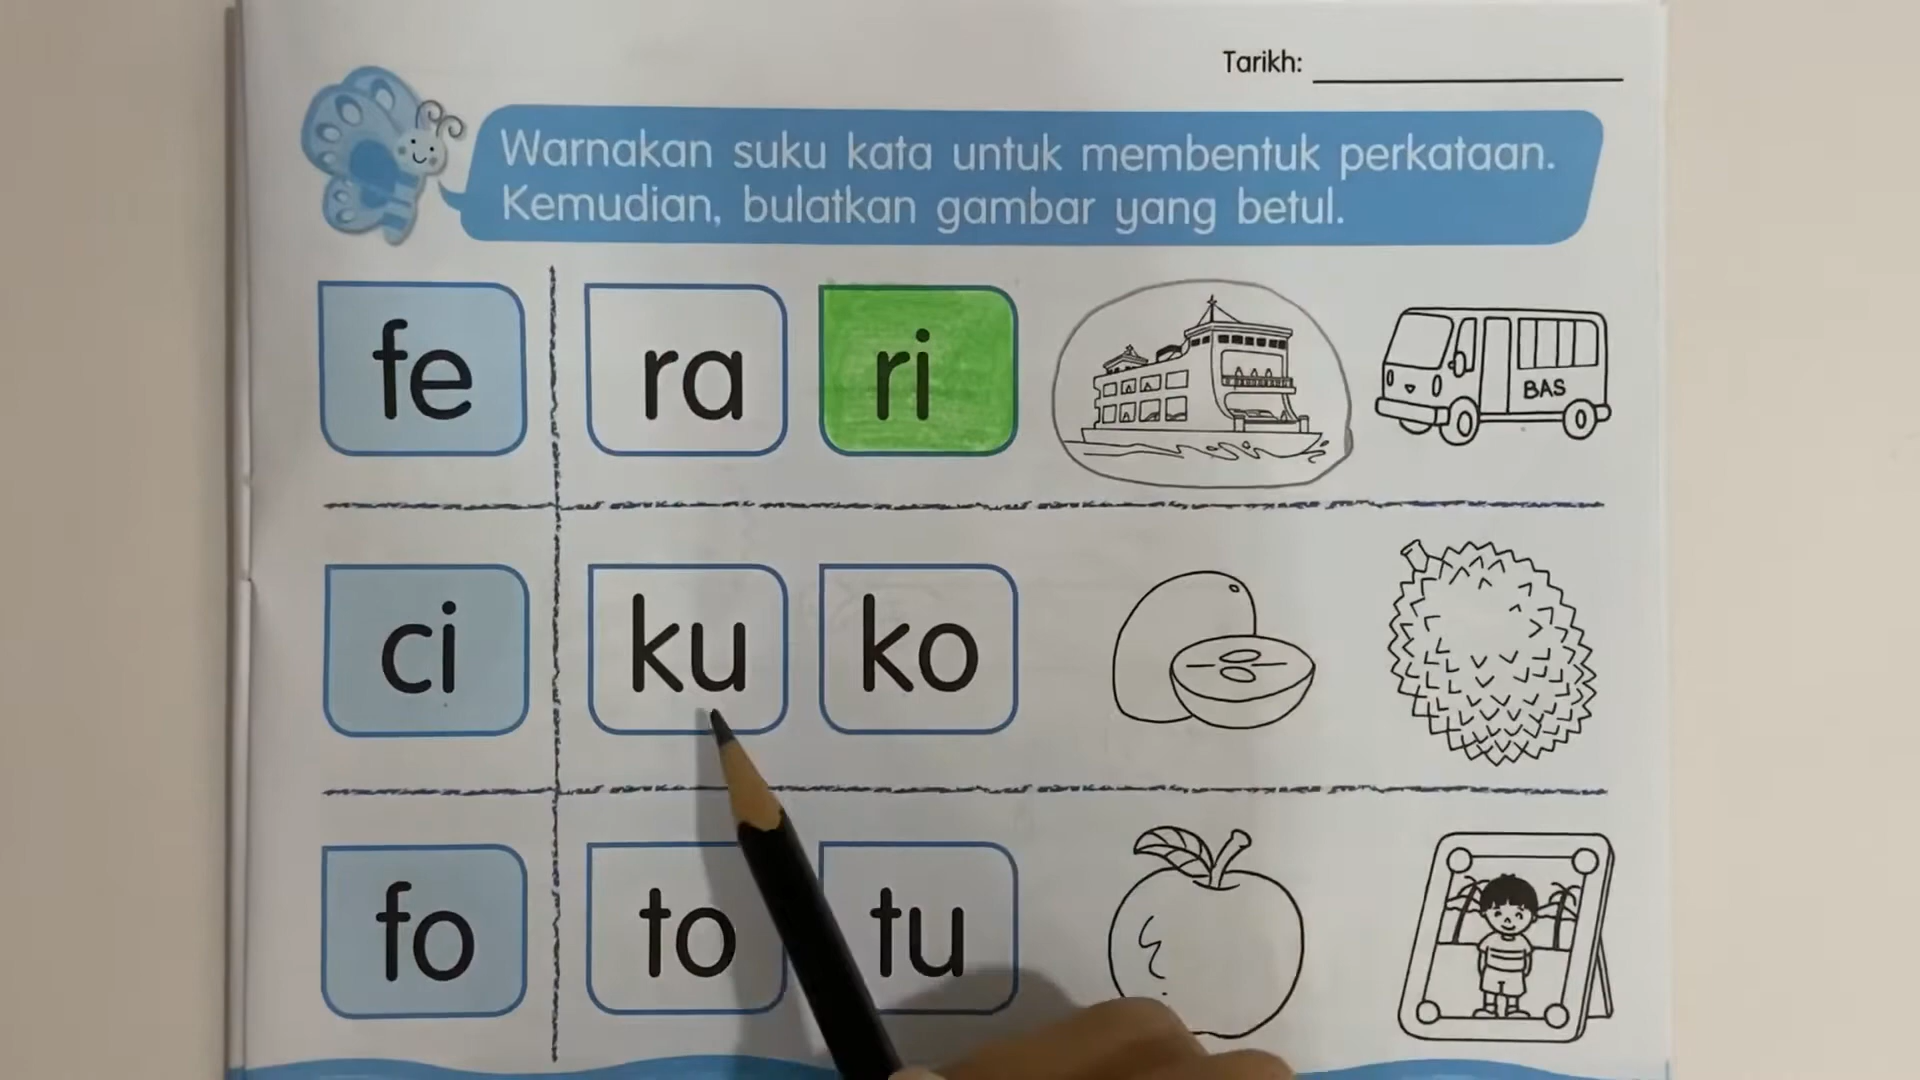 Tarikh:
Warnakan suku kata untuk membentuk perkataan.
Kemudian, bulatkan gambar yang betul.
fe ra ri
BAS
ci ku ko
fo to tu